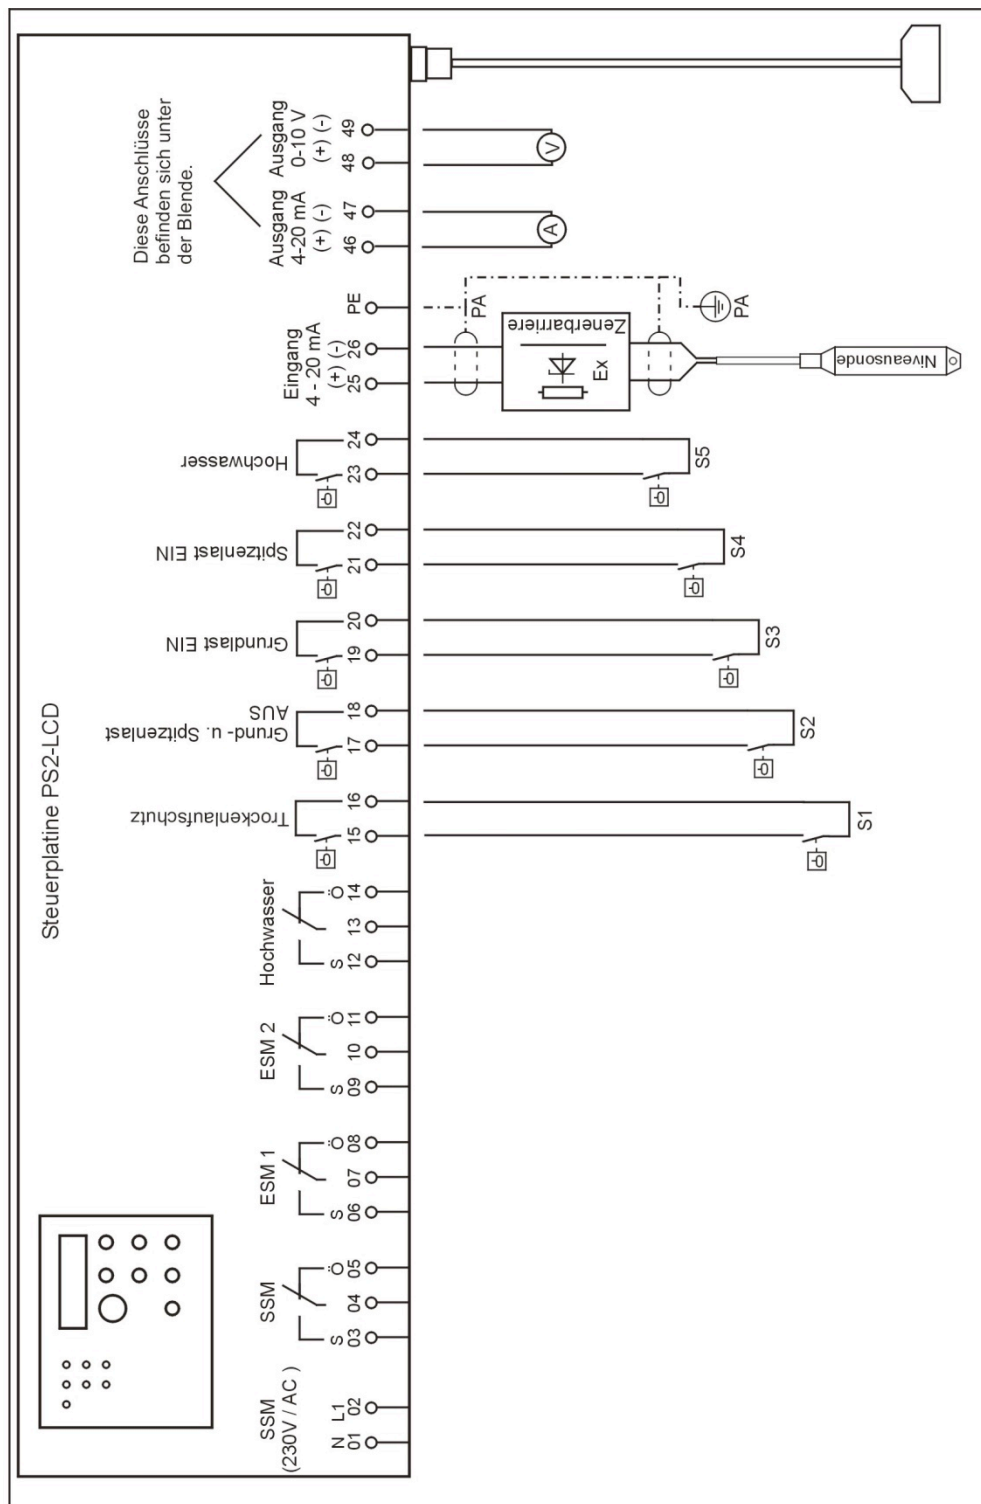 Steuerplatine PS2-LCD
Diese Anschlüsse
befinden sich unter
der Blende.
SSM
(230V / AC )
N L1
01 02
SSM
S Ö
03 04 05
ESM 1
S Ö
06 07 08
ESM 2
S Ö
09 10 11
Hochwasser
S Ö
12 13 14
Trockenlaufschutz
15 16
S1
Grund- u. Spitzenlast
AUS
17 18
S2
Grundlast EIN
19 20
S3
Spitzenlast EIN
21 22
S4
Hochwasser
23 24
S5
Eingang
4 - 20 mA
(+) (-)
25 26
PE
PA
Zenerbarriere
Ex
PA
Niveausonde
Ausgang
4-20 mA
(+) (-)
46 47
A
Ausgang
0-10 V
(+) (-)
48 49
V